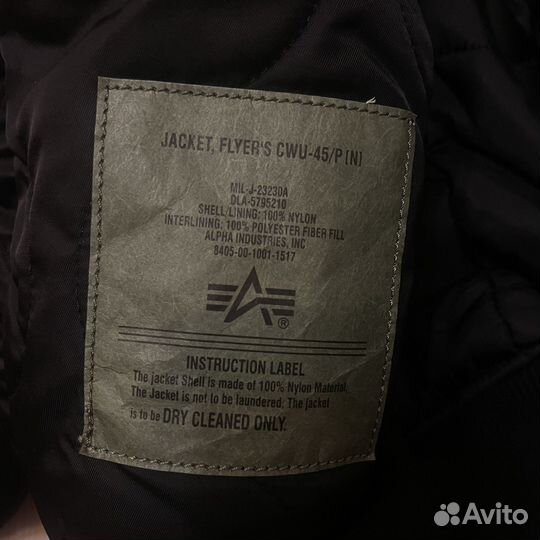 JACKET, FLYER'S CWU-45/P [N]
MIL-J-23230A
DLA-5795210
SHELL/LINING: 100% NYLON
INTERLINING: 100% POLYESTER FIBER FILL
ALPHA INDUSTRIES, INC
8405-00-1001-1517
®
INSTRUCTION LABEL
The jacket Shell is made of 100% Nylon Material.
The Jacket is not to be laundered. The jacket
is to be DRY CLEANED ONLY.
Avito